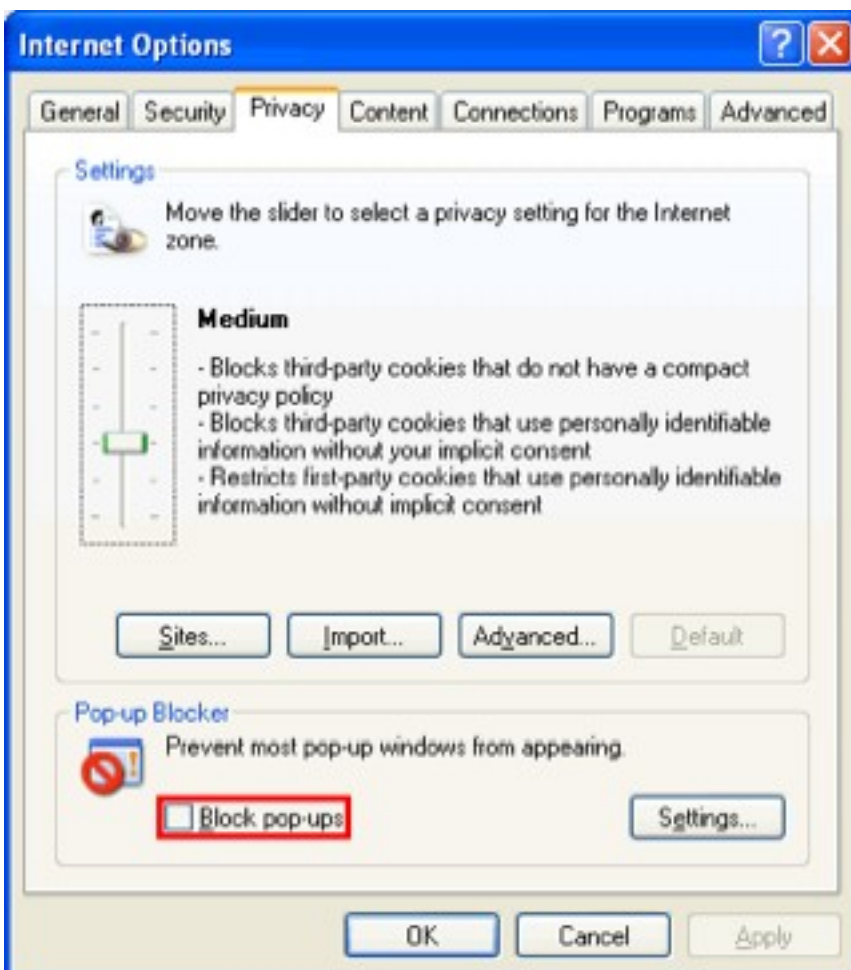 Internet Options
?
General Security Privacy Content Connections Programs Advanced
Settings
Move the slider to select a privacy setting for the Internet
zone.
Medium
- Blocks third-party cookies that do not have a compact
privacy policy
- Blocks third-party cookies that use personally identifiable
information without your implicit consent
- Restricts first-party cookies that use personally identifiable
information without implicit consent
Sites... Import... Advanced... Default
Pop-up Blocker
Prevent most pop-up windows from appearing.
Block pop-ups Settings...
OK Cancel Apply